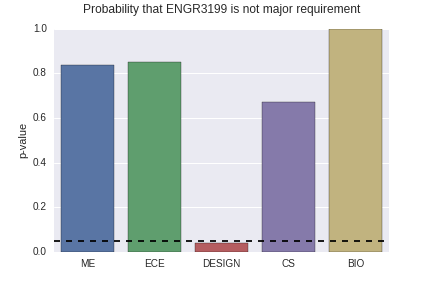 Probability that ENGR3199 is not major requirement
p-value
1.0
0.8
0.6
0.4
0.2
0.0
ME ECE DESIGN CS BIO